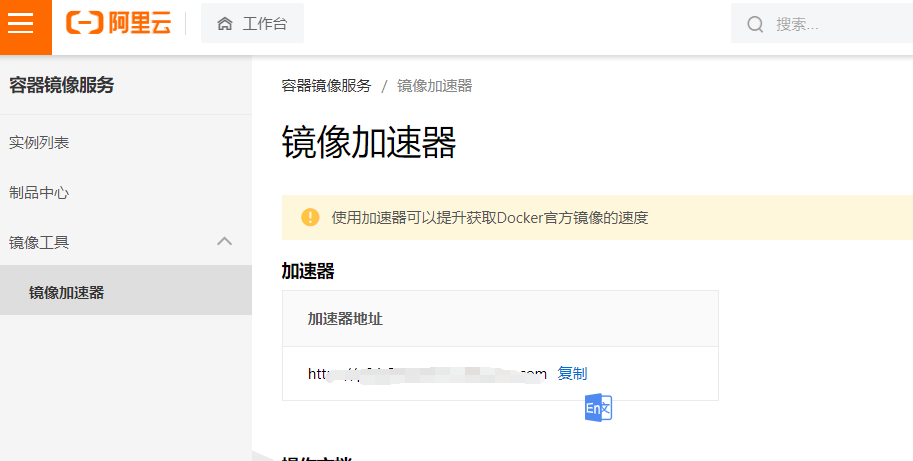 阿里云
工作台
搜索...
容器镜像服务
实例列表
制品中心
镜像工具
镜像加速器
容器镜像服务 / 镜像加速器
镜像加速器
使用加速器可以提升获取Docker官方镜像的速度
加速器
加速器地址
复制
En文